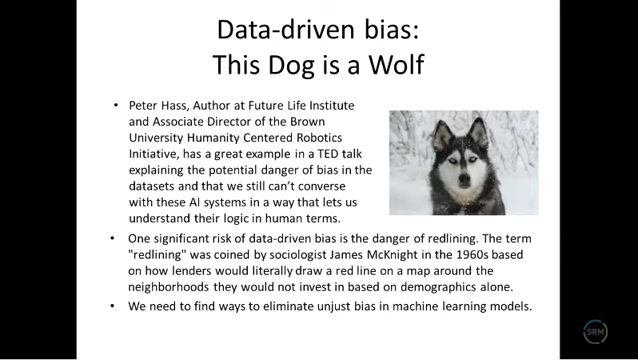 Data-driven bias:
This Dog is a Wolf
• Peter Hass, Author at Future Life Institute
and Associate Director of the Brown
University Humanity Centered Robotics
Initiative, has a great example in a TED talk
explaining the potential danger of bias in the
datasets and that we still can't converse
with these AI systems in a way that lets us
understand their logic in human terms.
• One significant risk of data-driven bias is the danger of redlining. The term
"redlining" was coined by sociologist James McKnight in the 1960s based
on how lenders would literally draw a red line on a map around the
neighborhoods they would not invest in based on demographics alone.
• We need to find ways to eliminate unjust bias in machine learning models.
SRM